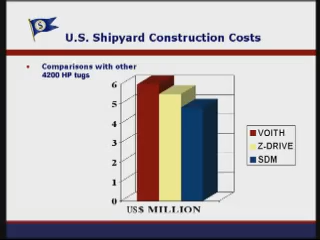 U.S. Shipyard Construction Costs
• Comparisons with other
4200 HP tugs
6
5
4
3
2
1
0
US$ MILLION
VOITH
Z-DRIVE
SDM